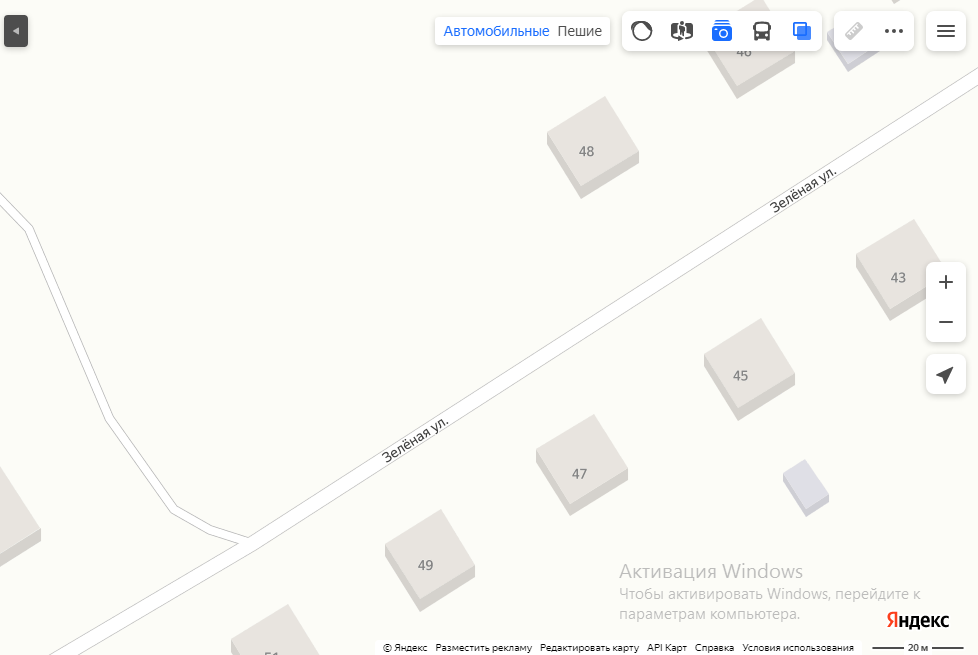 Автомобильные Пешие
46
48
Зелёная ул.
43
45
Зелёная ул.
47
49
51
Активация Windows
Чтобы активировать Windows, перейдите к
параметрам компьютера.
Яндекс
© Яндекс Разместить рекламу Редактировать карту API Карт Справка Условия использования 20 м